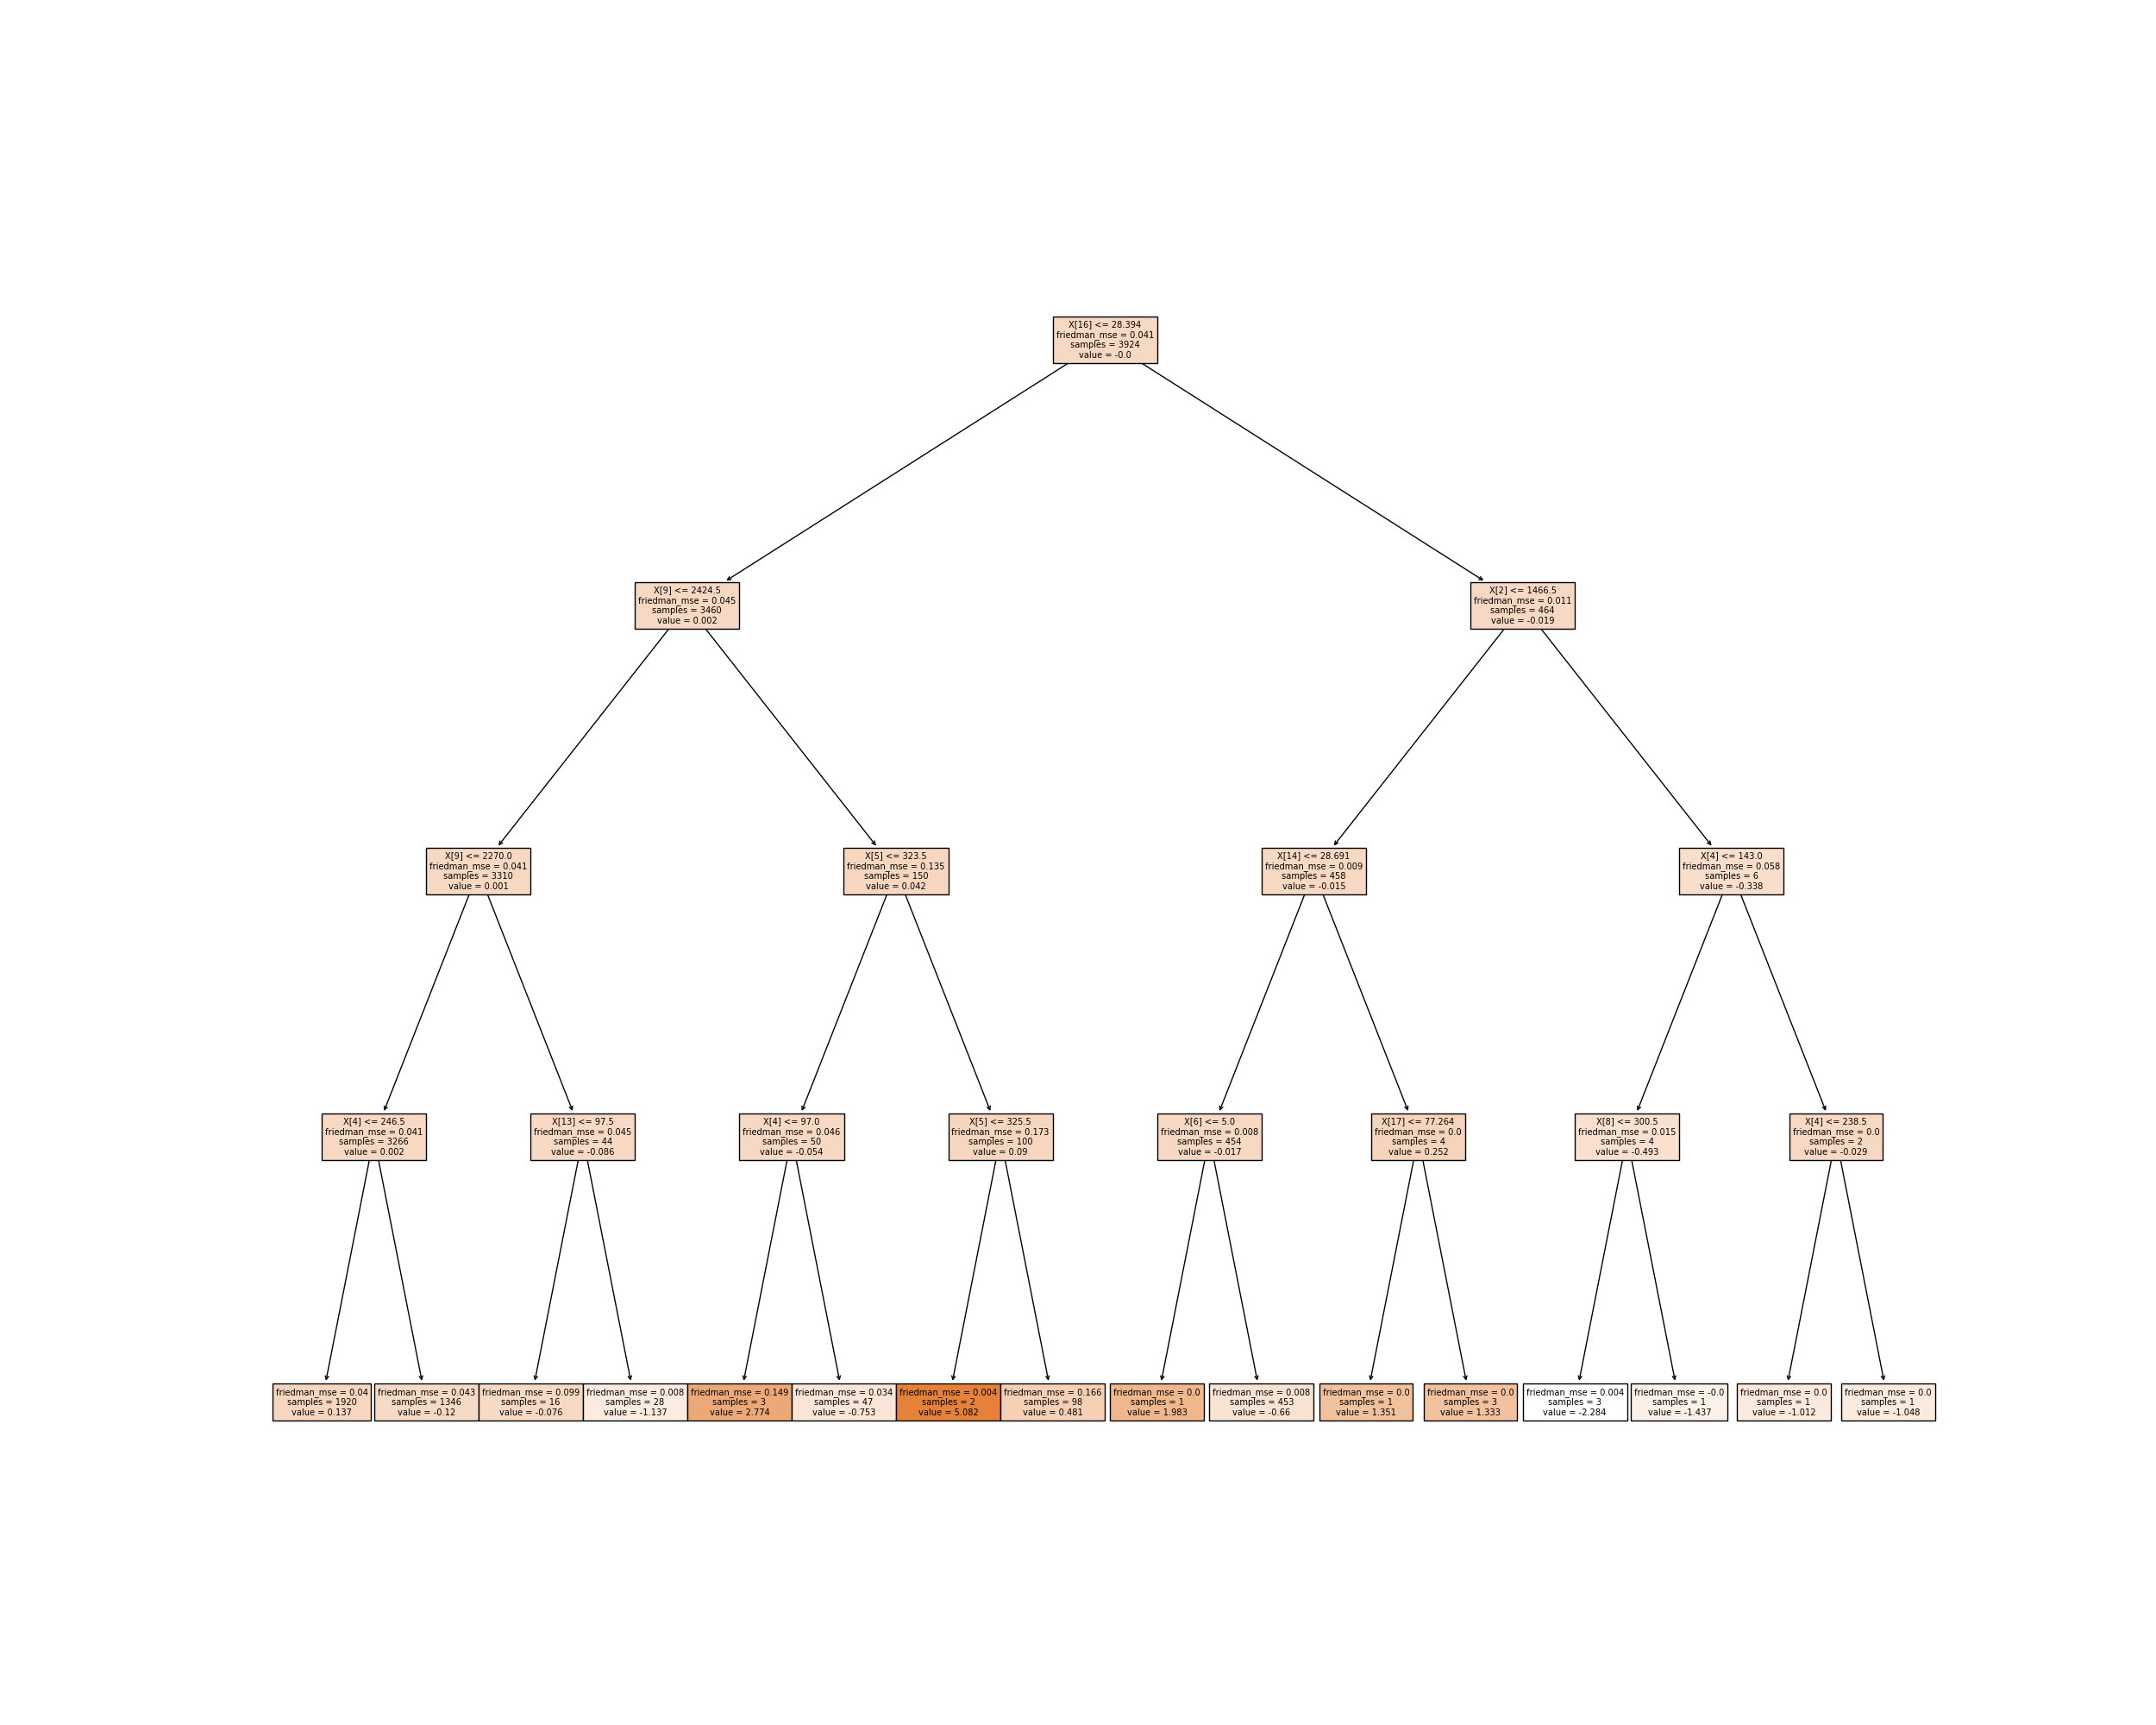 X[16] <= 28.394
friedman_mse = 0.041
samples = 3924
value = -0.0
X[9] <= 2424.5
friedman_mse = 0.045
samples = 3460
value = 0.002
X[2] <= 1466.5
friedman_mse = 0.011
samples = 464
value = -0.019
X[9] <= 2270.0
friedman_mse = 0.041
samples = 3310
value = 0.001
X[5] <= 323.5
friedman_mse = 0.135
samples = 150
value = 0.042
X[14] <= 28.691
friedman_mse = 0.009
samples = 458
value = -0.015
X[4] <= 143.0
friedman_mse = 0.058
samples = 6
value = -0.338
X[4] <= 246.5
friedman_mse = 0.041
samples = 3266
value = 0.002
X[13] <= 97.5
friedman_mse = 0.045
samples = 44
value = -0.086
X[4] <= 97.0
friedman_mse = 0.046
samples = 50
value = -0.054
X[5] <= 325.5
friedman_mse = 0.173
samples = 100
value = 0.09
X[6] <= 5.0
friedman_mse = 0.008
samples = 454
value = -0.017
X[17] <= 77.264
friedman_mse = 0.0
samples = 4
value = 0.252
X[8] <= 300.5
friedman_mse = 0.015
samples = 4
value = -0.493
X[4] <= 238.5
friedman_mse = 0.0
samples = 2
value = -0.029
friedman_mse = 0.04
samples = 1920
value = 0.137
friedman_mse = 0.043
samples = 1346
value = -0.12
friedman_mse = 0.099
samples = 16
value = -0.076
friedman_mse = 0.008
samples = 28
value = -1.137
friedman_mse = 0.149
samples = 3
value = 2.774
friedman_mse = 0.034
samples = 47
value = -0.753
friedman_mse = 0.004
samples = 2
value = 5.082
friedman_mse = 0.166
samples = 98
value = 0.481
friedman_mse = 0.0
samples = 1
value = 1.983
friedman_mse = 0.008
samples = 453
value = -0.66
friedman_mse = 0.0
samples = 1
value = 1.351
friedman_mse = 0.0
samples = 3
value = 1.333
friedman_mse = 0.004
samples = 3
value = -2.284
friedman_mse = -0.0
samples = 1
value = -1.437
friedman_mse = 0.0
samples = 1
value = -1.012
friedman_mse = 0.0
samples = 1
value = -1.048